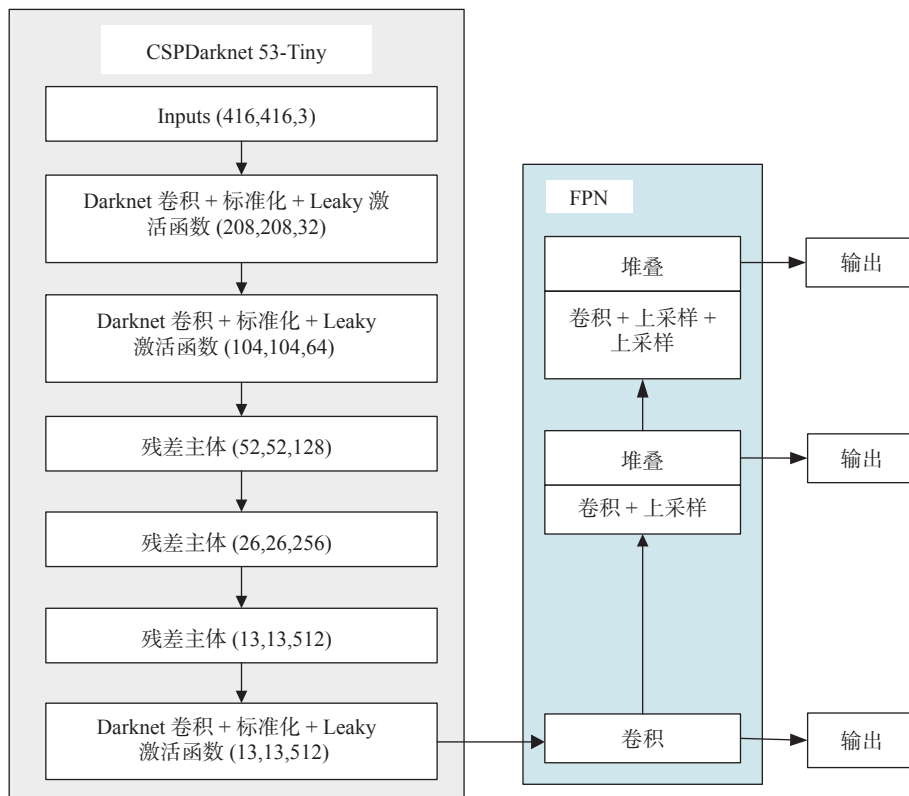 CSPDarknet 53-Tiny
Inputs (416,416,3)
Darknet 卷积 + 标准化 + Leaky 激
活函数 (208,208,32)
Darknet 卷积 + 标准化 + Leaky
激活函数 (104,104,64)
残差主体 (52,52,128)
残差主体 (26,26,256)
残差主体 (13,13,512)
Darknet 卷积 + 标准化 + Leaky
激活函数 (13,13,512)
FPN
堆叠
卷积 + 上采样 +
上采样
堆叠
卷积 + 上采样
卷积
输出
输出
输出